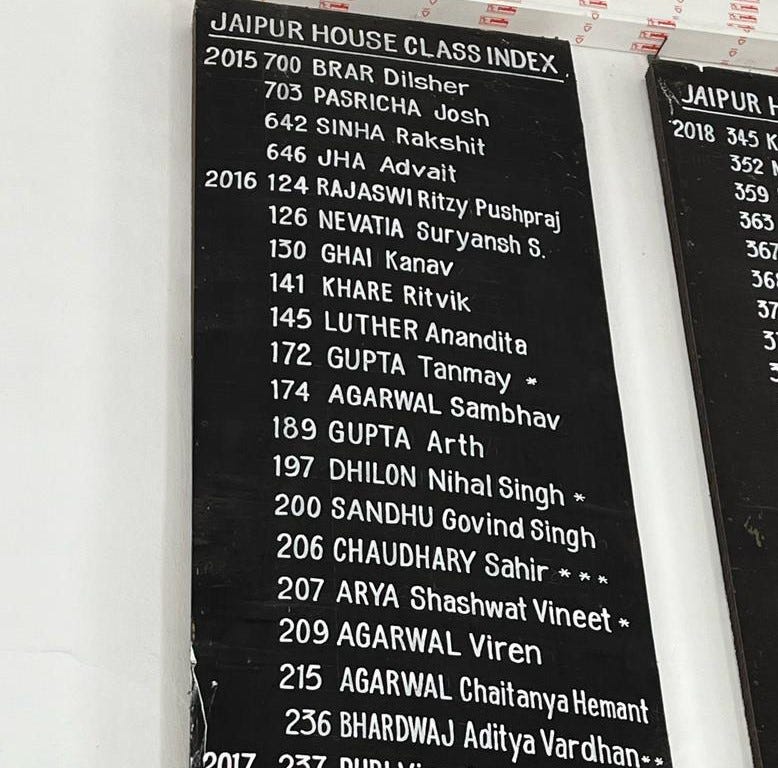 JAIPUR HOUSE CLASS INDEX
2015 700 BRAR Dilsher
703 PASRICHA Josh
642 SINHA Rakshit
646 JHA Advait
2016 124 RAJASWI Ritzy Pushpraj
126 NEVATIA Suryansh S.
130 GHAI Kanav
141 KHARE Ritvik
145 LUTHER Anandita
172 GUPTA Tanmay *
174 AGARWAL Sambhav
189 GUPTA Arth
197 DHILON Nihal Singh *
200 SANDHU Govind Singh
206 CHAUDHARY Sahir * * *
207 ARYA Shashwat Vineet *
209 AGARWAL Viren
215 AGARWAL Chaitanya Hemant
236 BHARDWAJ Aditya Vardhan **
2017 237
JAIPUR
2018 345
352
359
363
367